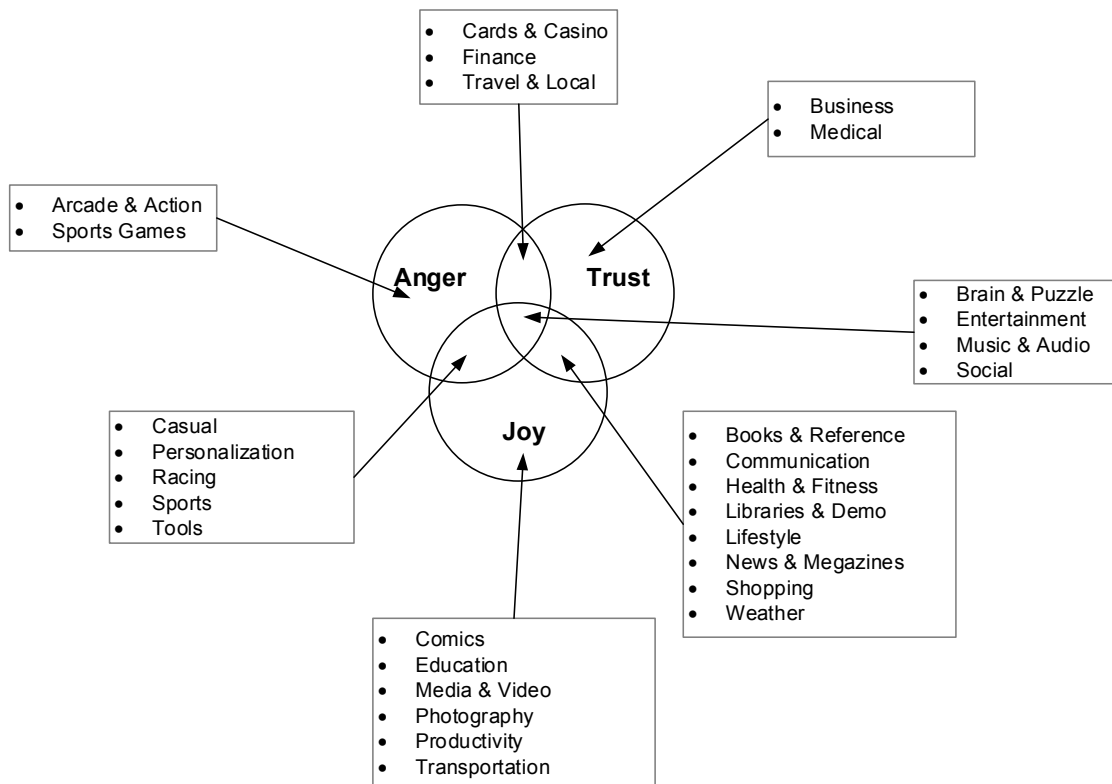 • Cards & Casino
• Finance
• Travel & Local
• Business
• Medical
• Arcade & Action
• Sports Games
Anger
Trust
• Brain & Puzzle
• Entertainment
• Music & Audio
• Social
Joy
• Casual
• Personalization
• Racing
• Sports
• Tools
• Books & Reference
• Communication
• Health & Fitness
• Libraries & Demo
• Lifestyle
• News & Megazines
• Shopping
• Weather
• Comics
• Education
• Media & Video
• Photography
• Productivity
• Transportation